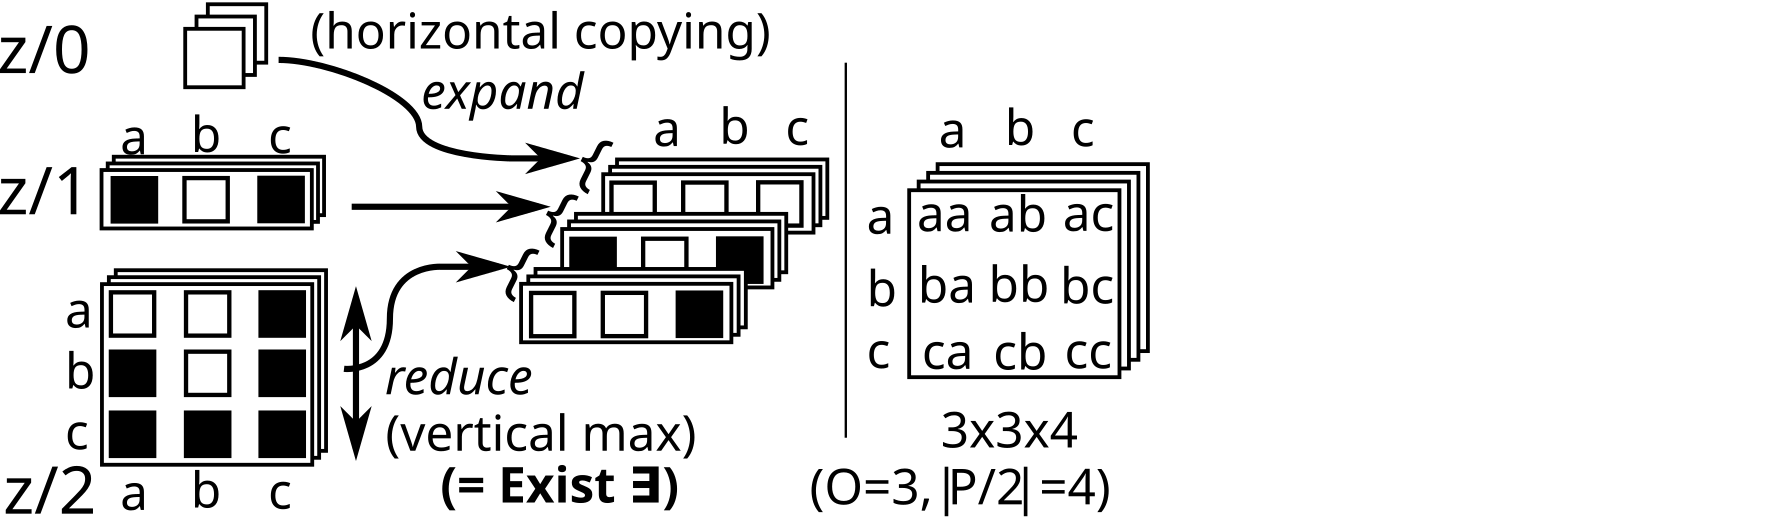 z/0
(horizontal copying)
expand
z/1
a b c
a b c
a
b
c
z/2
a b c
reduce
(vertical max)
(= Exist ∃)
a b c
a aa ab ac
b ba bb bc
c ca cb cc
3x3x4
(O=3, |P/2| =4)